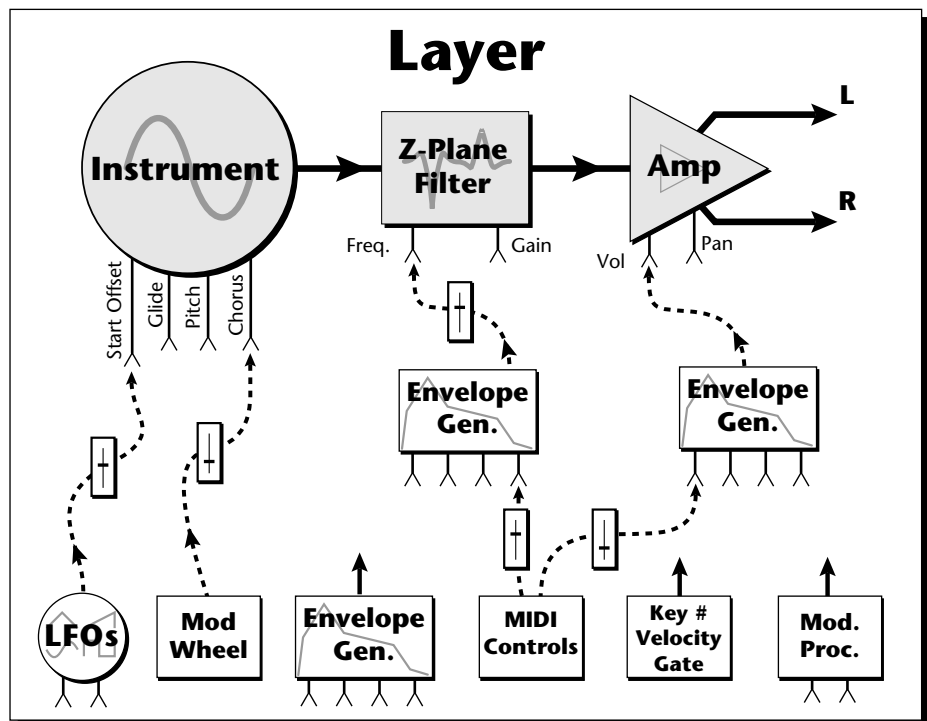 Layer
L
Instrument
Z-Plane
Filter
Amp
R
Freq.
Gain
Vol
Pan
Start Offset
Glide
Pitch
Chorus
Envelope
Gen.
Envelope
Gen.
LFOs
Mod
Wheel
Envelope
Gen.
MIDI
Controls
Key #
Velocity
Gate
Mod.
Proc.